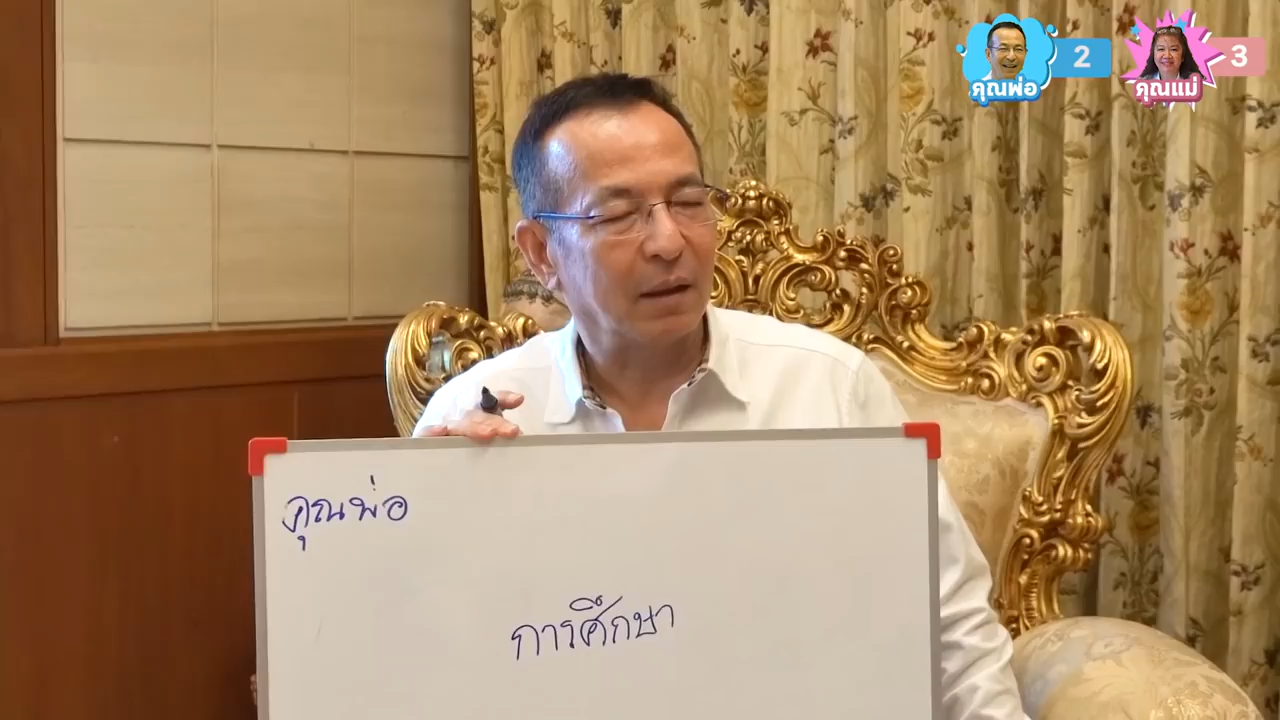 คุณพ่อ 2
คุณแม่ 3
คุณพ่อ
การศึกษา